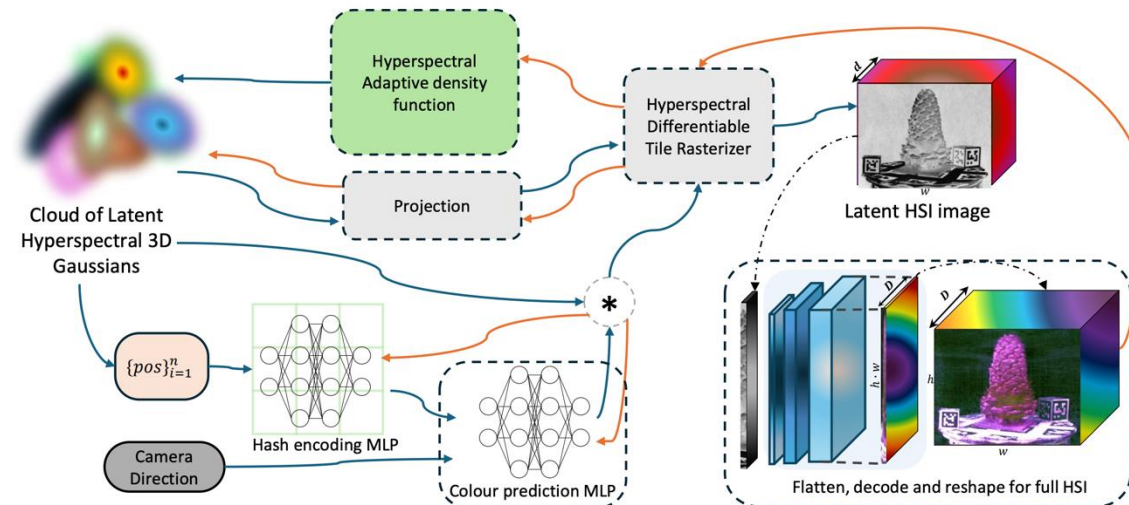 Hyperspectral
Adaptive density
function
Hyperspectral
Differentiable
Tile Rasterizer
d
w
Latent HSI image
Projection
Cloud of Latent
Hyperspectral 3D
Gaussians
*
{pos}ⁿᵢ₌₁
Hash encoding MLP
Camera
Direction
Colour prediction MLP
D
h · w
D
h
w
Flatten, decode and reshape for full HSI